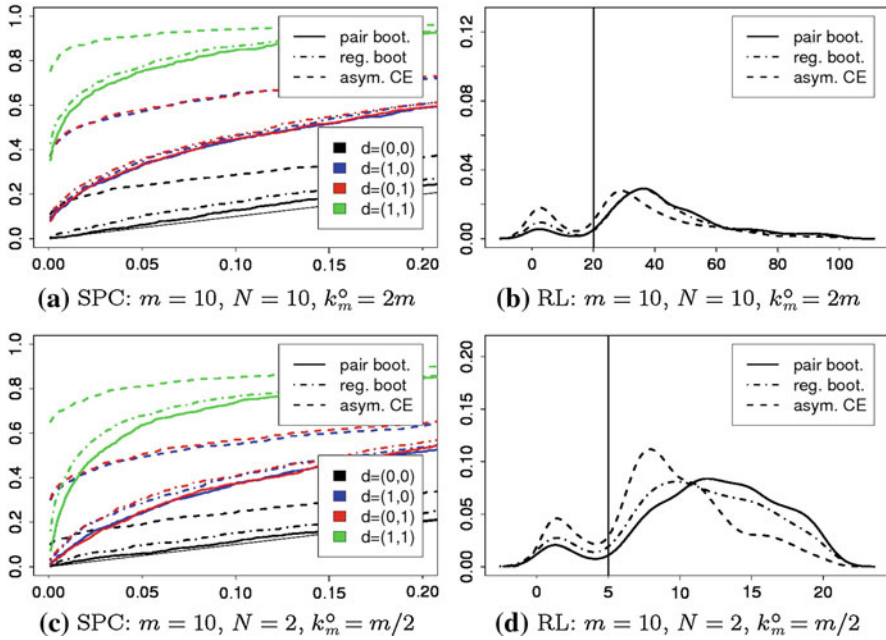 pair boot.
reg. boot
asym. CE
d=(0,0)
d=(1,0)
d=(0,1)
d=(1,1)
0.0 0.2 0.4 0.6 0.8 1.0
0.00 0.05 0.10 0.15 0.20
(a) SPC: m = 10, N = 10, k°ₘ = 2m
pair boot.
reg. boot.
asym. CE
0.00 0.04 0.08 0.12
0 20 40 60 80 100
(b) RL: m = 10, N = 10, k°ₘ = 2m
pair boot.
reg. boot
asym. CE
d=(0,0)
d=(1,0)
d=(0,1)
d=(1,1)
0.0 0.2 0.4 0.6 0.8 1.0
0.00 0.05 0.10 0.15 0.20
(c) SPC: m = 10, N = 2, k°ₘ = m/2
pair boot.
reg. boot.
asym. CE
0.00 0.05 0.10 0.15 0.20
0 5 10 15 20
(d) RL: m = 10, N = 2, k°ₘ = m/2